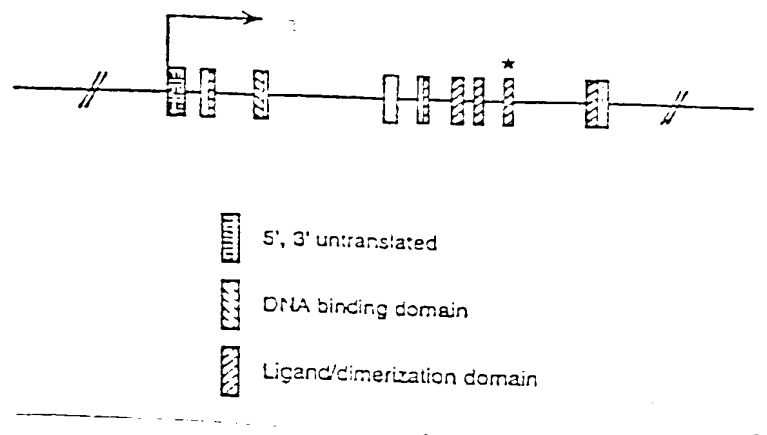 ★
5', 3' untranslated
DNA binding domain
Ligand/dimerization domain